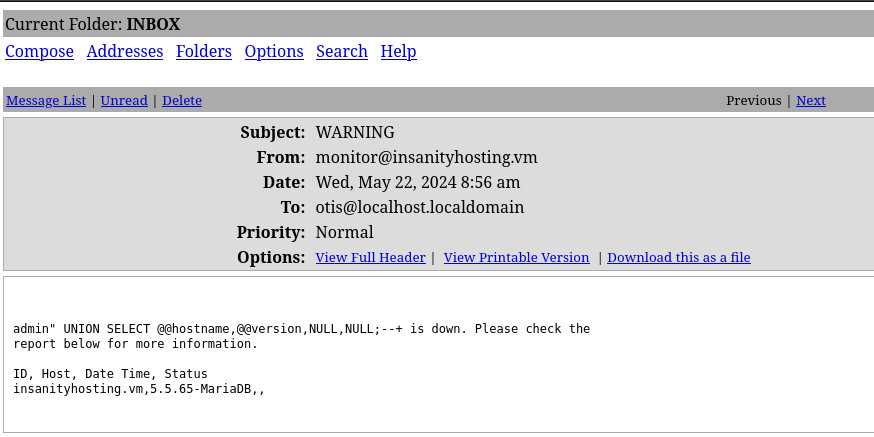 Current Folder: INBOX
Compose Addresses Folders Options Search Help
Message List | Unread | Delete Previous | Next
Subject: WARNING
From: monitor@insanityhosting.vm
Date: Wed, May 22, 2024 8:56 am
To: otis@localhost.localdomain
Priority: Normal
Options: View Full Header | View Printable Version | Download this as a file
admin" UNION SELECT @@hostname,@@version,NULL,NULL;--+ is down. Please check the
report below for more information.
ID, Host, Date Time, Status
insanityhosting.vm,5.5.65-MariaDB,,